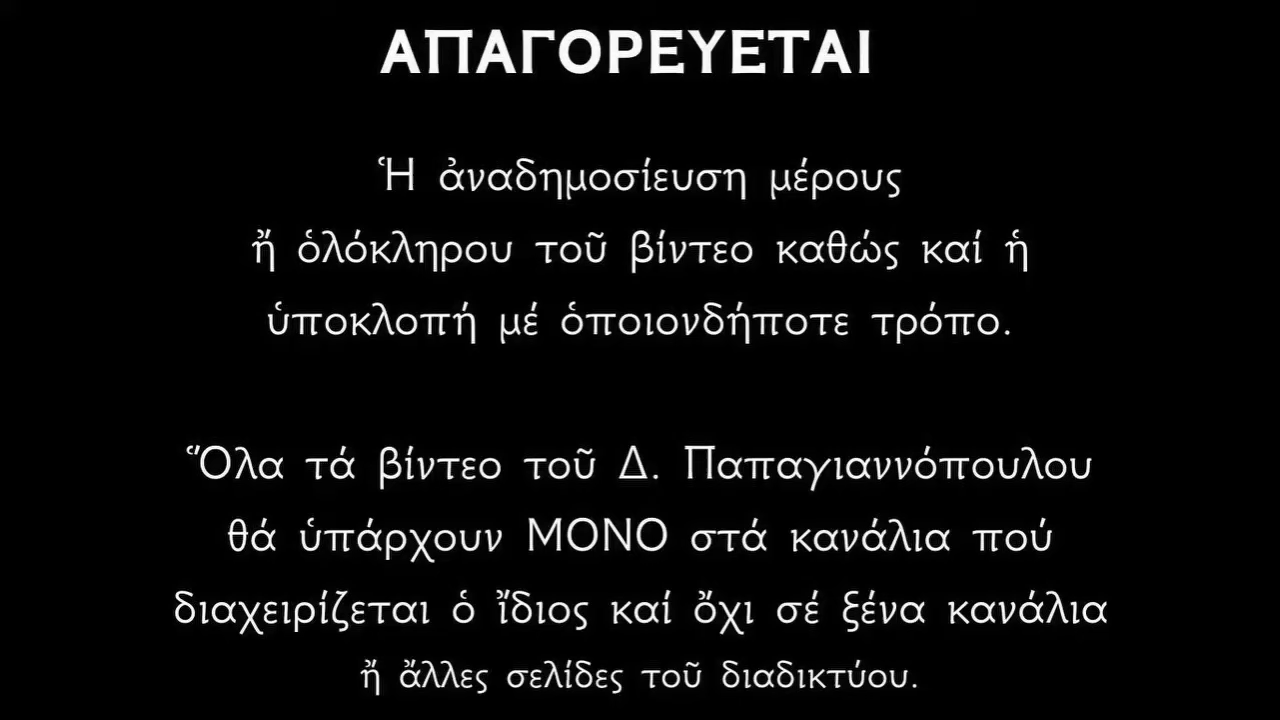 ΑΠΑΓΟΡΕΥΕΤΑΙ
Ἡ ἀναδημοσίευση μέρους
ἤ ὁλόκληρου τοῦ βίντεο καθώς καί ἡ
ὑποκλοπή μέ ὁποιονδήποτε τρόπο.
Ὅλα τά βίντεο τοῦ Δ. Παπαγιαννόπουλου
θά ὑπάρχουν ΜΟΝΟ στά κανάλια πού
διαχειρίζεται ὁ ἴδιος καί ὄχι σέ ξένα κανάλια
ἤ ἄλλες σελίδες τοῦ διαδικτύου.